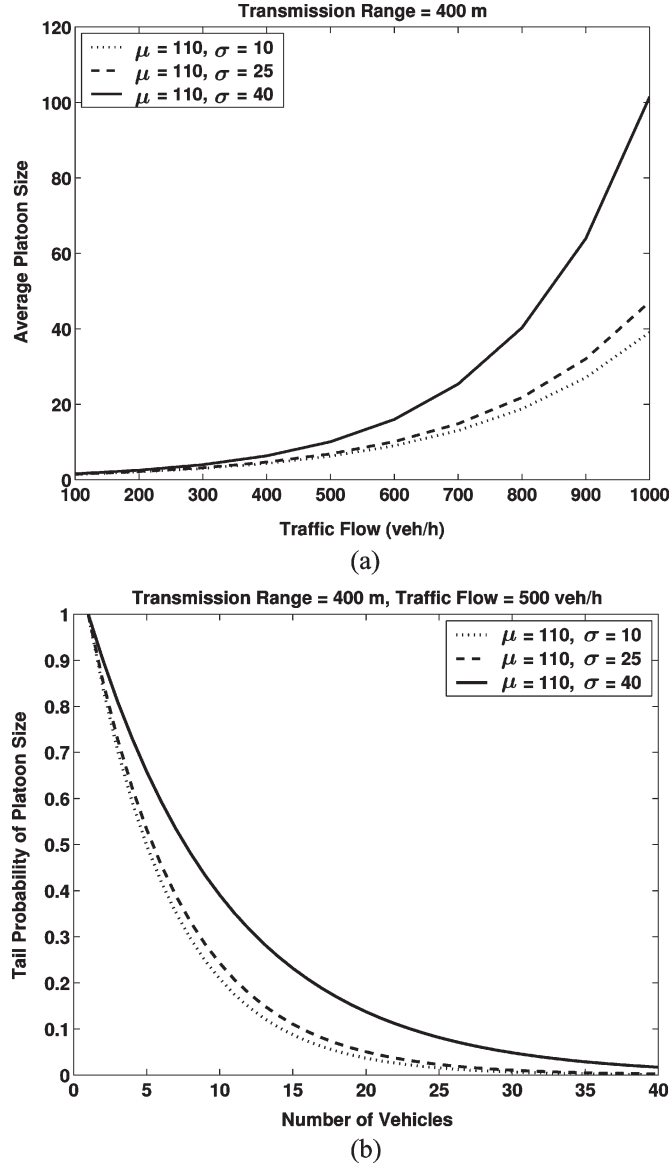 Transmission Range = 400 m
120
100
80
60
40
20
0
μ = 110, σ = 10
μ = 110, σ = 25
μ = 110, σ = 40
Average Platoon Size
100 200 300 400 500 600 700 800 900 1000
Traffic Flow (veh/h)
(a)
Transmission Range = 400 m, Traffic Flow = 500 veh/h
1
0.9
0.8
0.7
0.6
0.5
0.4
0.3
0.2
0.1
0
μ = 110, σ = 10
μ = 110, σ = 25
μ = 110, σ = 40
Tail Probability of Platoon Size
0 5 10 15 20 25 30 35 40
Number of Vehicles
(b)